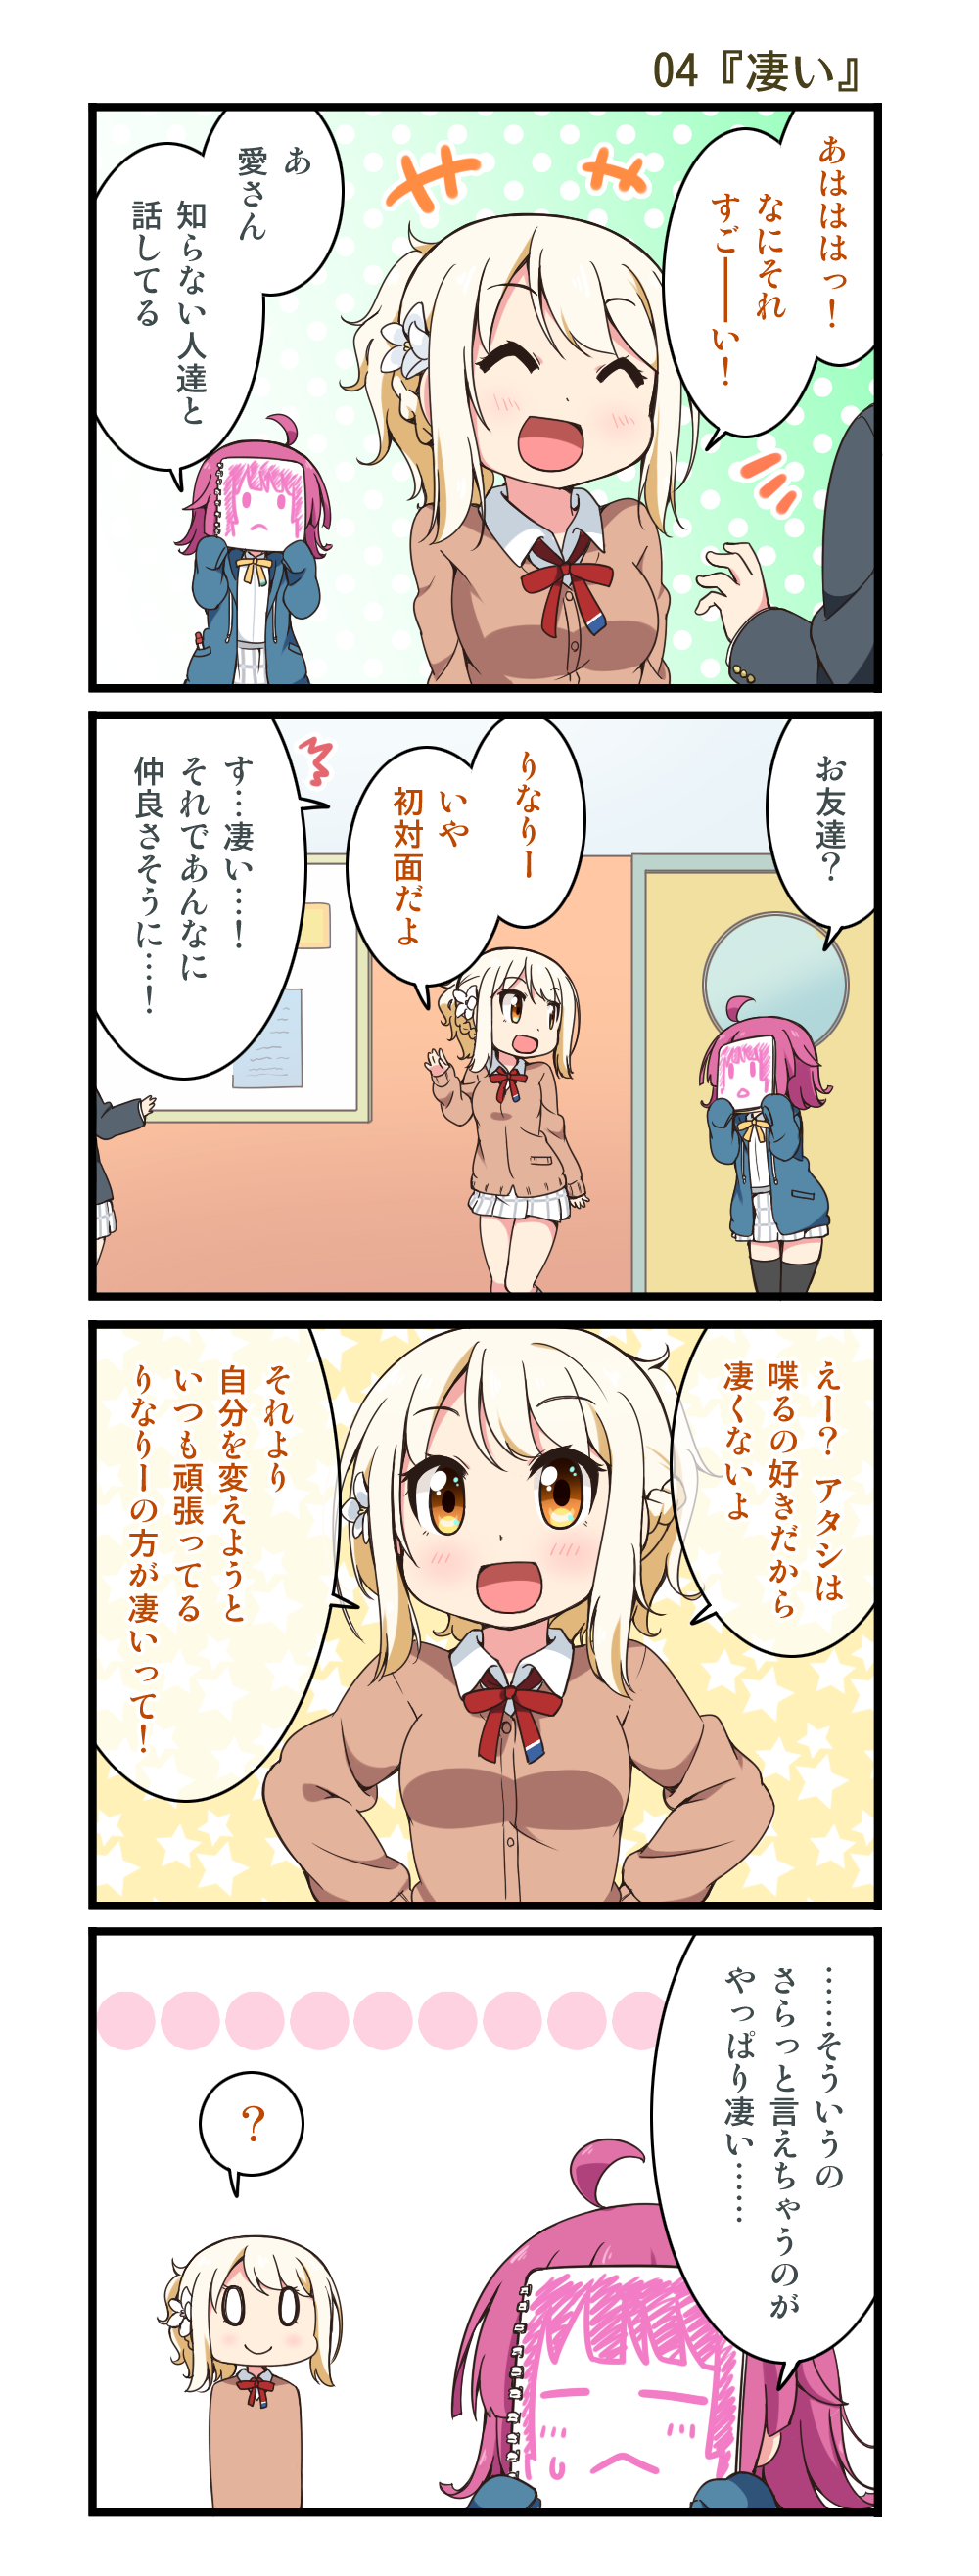 04『凄い』
あはははっ！
なにそれ
すご――い！
あ
愛さん
知らない人達と
話してる
お友達？
りなりー
いや
初対面だよ
す…凄い…！
それであんなに
仲良さそうに…！
えー？アタシは
喋るの好きだから
凄くないよ
それより
自分を変えようと
いつも頑張ってる
りなりーの方が凄いって！
……そういうの
さらっと言えちゃうのが
やっぱり凄い……
？